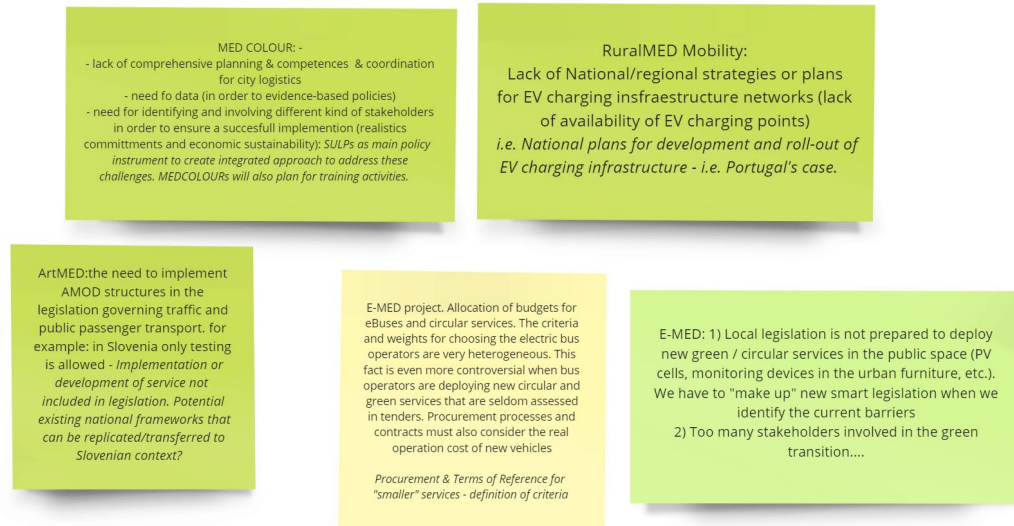 MED COLOUR: -
- lack of comprehensive planning & competences & coordination
for city logistics
- need fo data (in order to evidence-based policies)
- need for identifying and involving different kind of stakeholders
in order to ensure a succesfull implemention (realistics
committments and economic sustainability): SULPs as main policy
instrument to create integrated approach to address these
challenges. MEDCOLOURs will also plan for training activities.
RuralMED Mobility:
Lack of National/regional strategies or plans
for EV charging insfraestructure networks (lack
of availability of EV charging points)
i.e. National plans for development and roll-out of
EV charging infrastructure - i.e. Portugal's case.
ArtMED:the need to implement
AMOD structures in the
legislation governing traffic and
public passenger transport. for
example: in Slovenia only testing
is allowed - Implementation or
development of service not
included in legislation. Potential
existing national frameworks that
can be replicated/transferred to
Slovenian context?
E-MED project. Allocation of budgets for
eBuses and circular services. The criteria
and weights for choosing the electric bus
operators are very heterogeneous. This
fact is even more controversial when bus
operators are deploying new circular and
green services that are seldom assessed
in tenders. Procurement processes and
contracts must also consider the real
operation cost of new vehicles
Procurement & Terms of Reference for
"smaller" services - definition of criteria
E-MED: 1) Local legislation is not prepared to deploy
new green / circular services in the public space (PV
cells, monitoring devices in the urban furniture, etc.).
We have to "make up" new smart legislation when we
identify the current barriers
2) Too many stakeholders involved in the green
transition....